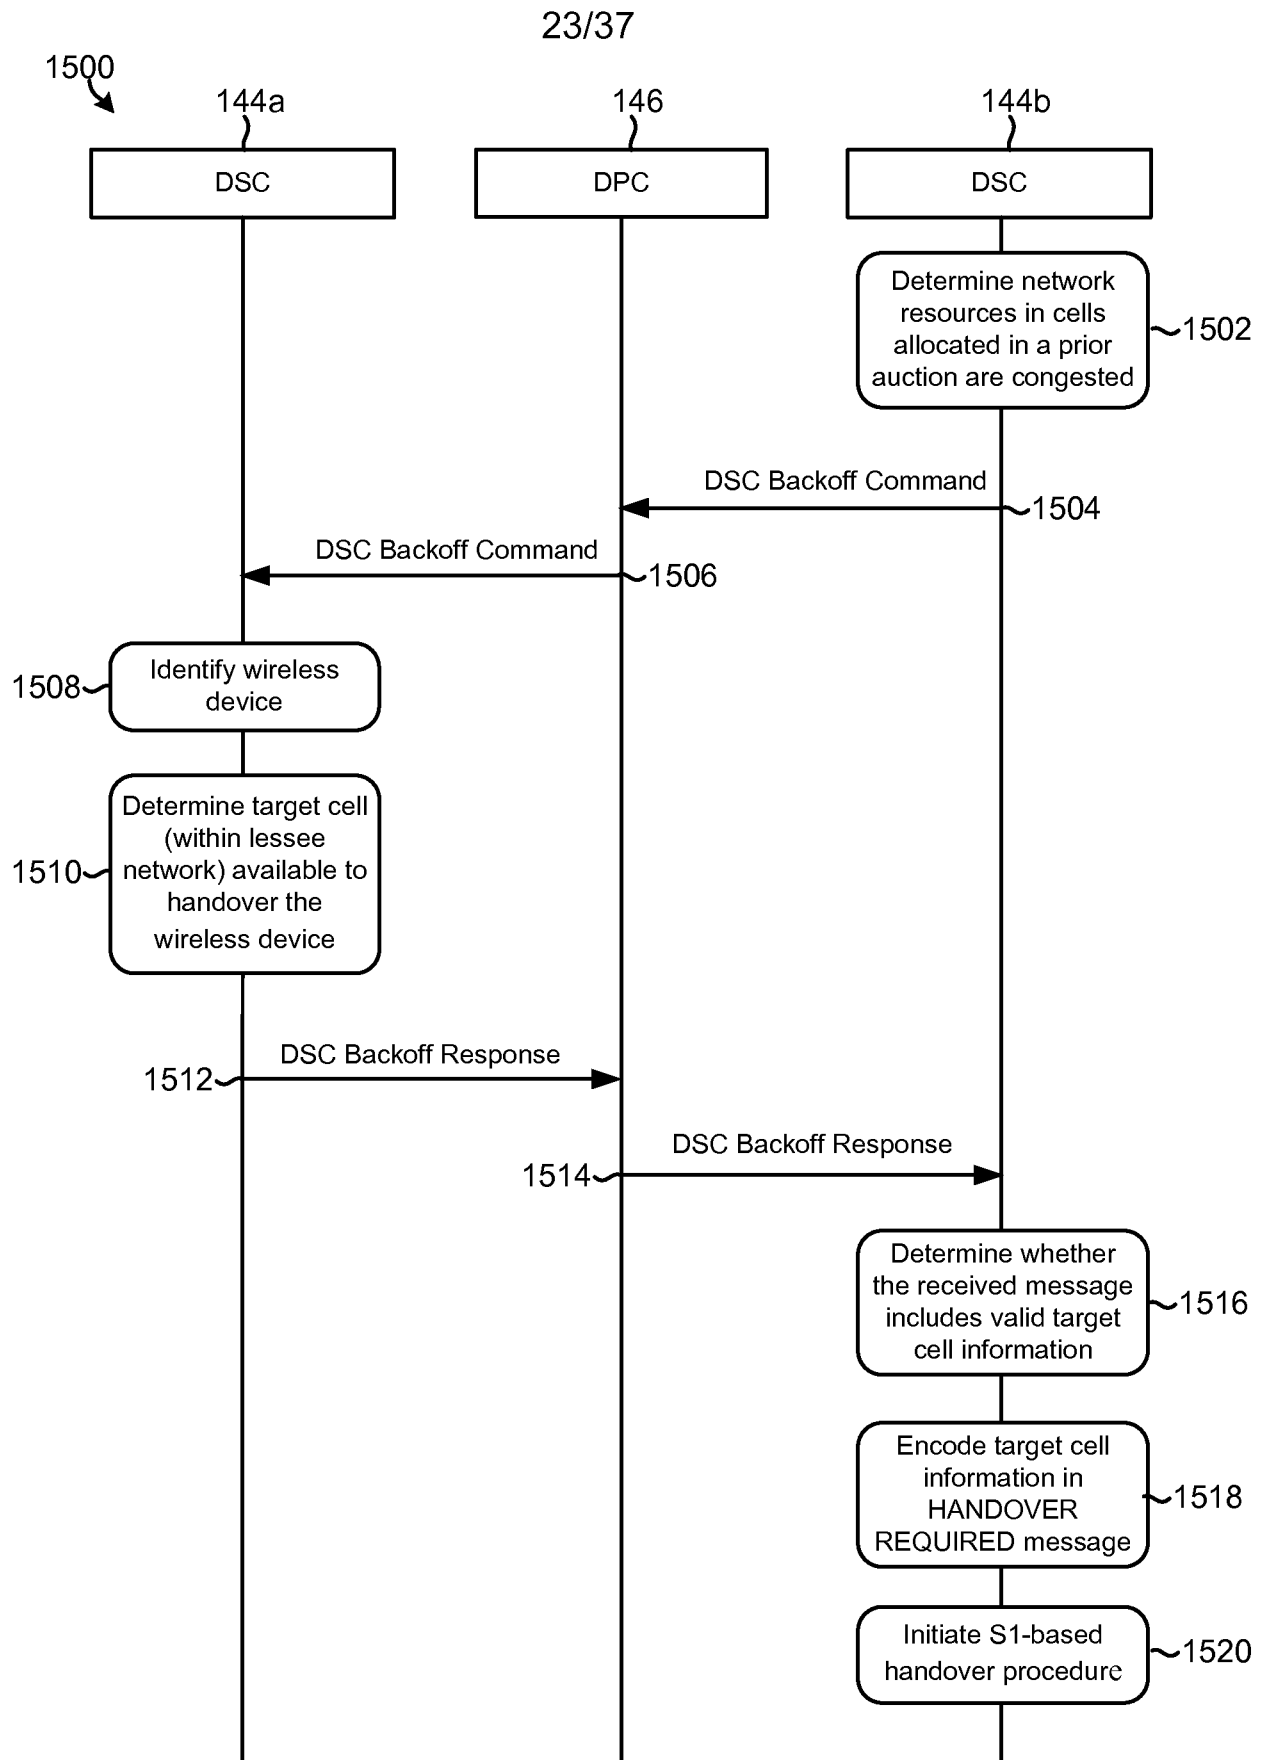 23/37
1500
144a
146
144b
DSC
DPC
DSC
Determine network
resources in cells
allocated in a prior
auction are congested
1502
DSC Backoff Command
1504
DSC Backoff Command
1506
Identify wireless
device
1508
Determine target cell
(within lessee
network) available to
handover the
wireless device
1510
DSC Backoff Response
1512
DSC Backoff Response
1514
Determine whether
the received message
includes valid target
cell information
1516
Encode target cell
information in
HANDOVER
REQUIRED message
1518
Initiate S1-based
handover procedure
1520